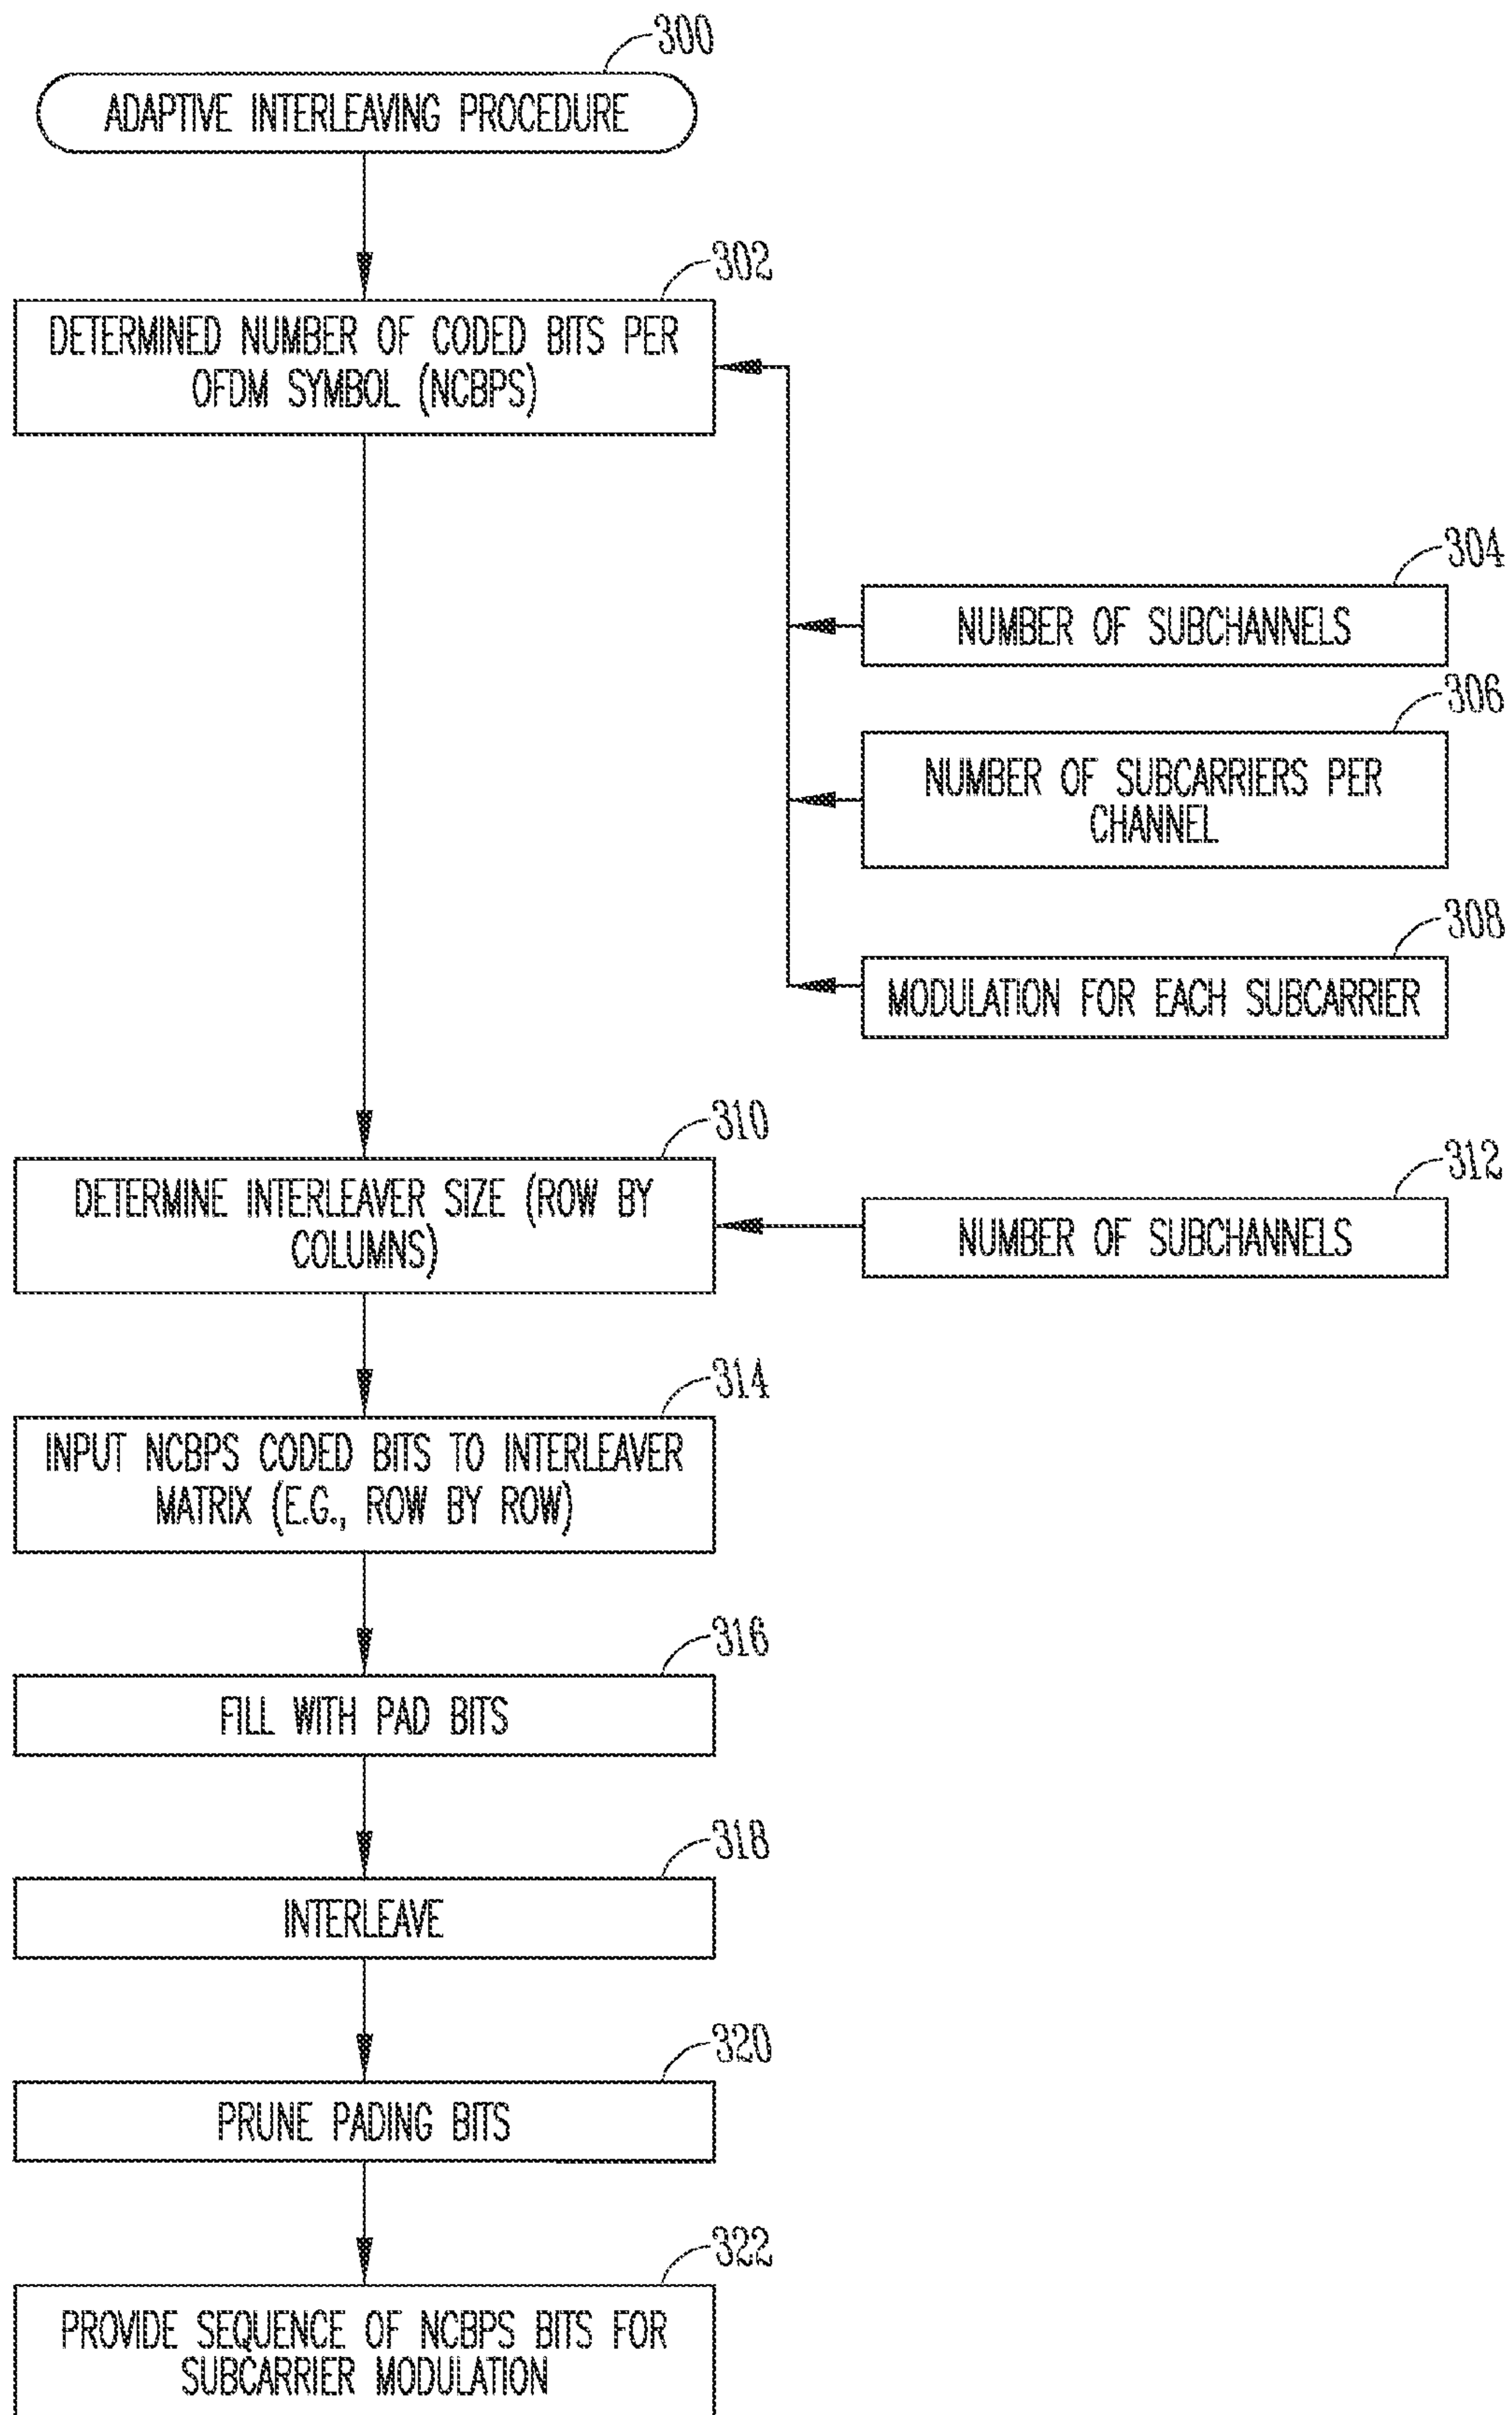 300
ADAPTIVE INTERLEAVING PROCEDURE
302
DETERMINED NUMBER OF CODED BITS PER
OFDM SYMBOL (NCBPS)
304
NUMBER OF SUBCHANNELS
306
NUMBER OF SUBCARRIERS PER
CHANNEL
308
MODULATION FOR EACH SUBCARRIER
310
DETERMINE INTERLEAVER SIZE (ROW BY
COLUMNS)
312
NUMBER OF SUBCHANNELS
314
INPUT NCBPS CODED BITS TO INTERLEAVER
MATRIX (E.G., ROW BY ROW)
316
FILL WITH PAD BITS
318
INTERLEAVE
320
PRUNE PADING BITS
322
PROVIDE SEQUENCE OF NCBPS BITS FOR
SUBCARRIER MODULATION